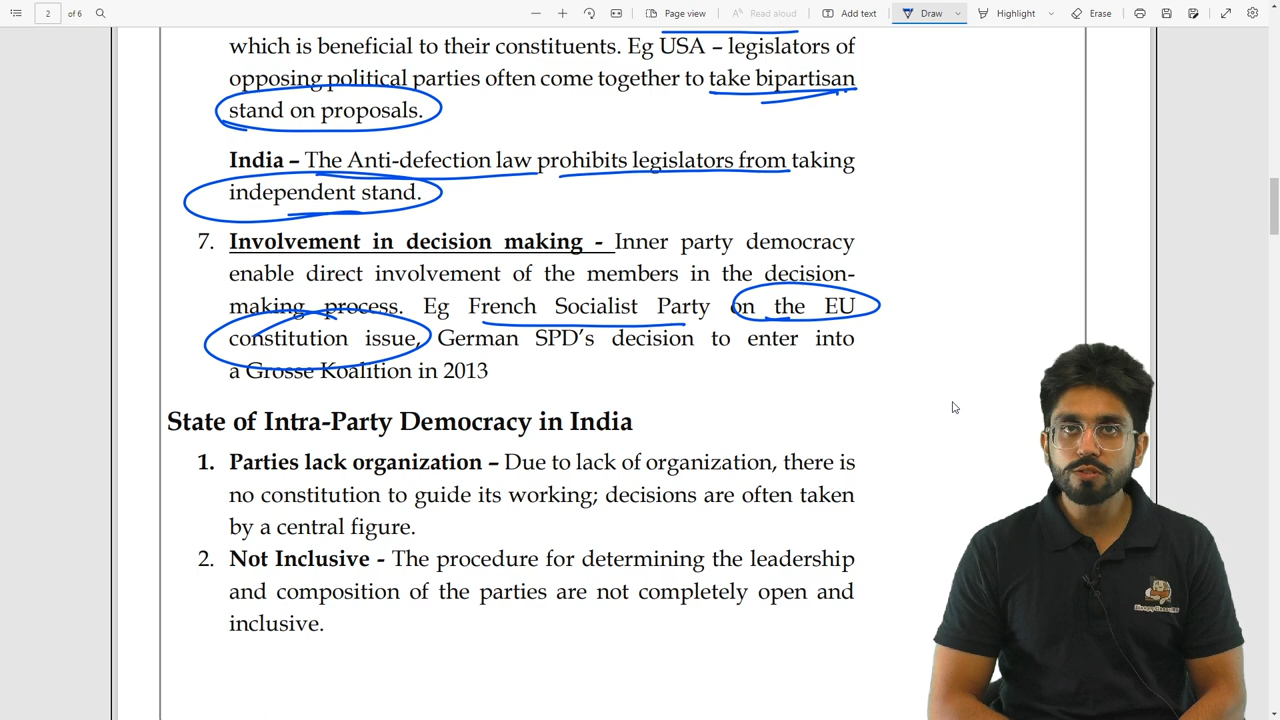 2 of 6 Page view Read aloud Add text Draw Highlight Erase
which is beneficial to their constituents. Eg USA – legislators of
opposing political parties often come together to take bipartisan
stand on proposals.
India – The Anti-defection law prohibits legislators from taking
independent stand.
7. Involvement in decision making - Inner party democracy
enable direct involvement of the members in the decision-
making process. Eg French Socialist Party on the EU
constitution issue, German SPD’s decision to enter into
a Grosse Koalition in 2013
State of Intra-Party Democracy in India
1. Parties lack organization – Due to lack of organization, there is
no constitution to guide its working; decisions are often taken
by a central figure.
2. Not Inclusive - The procedure for determining the leadership
and composition of the parties are not completely open and
inclusive.